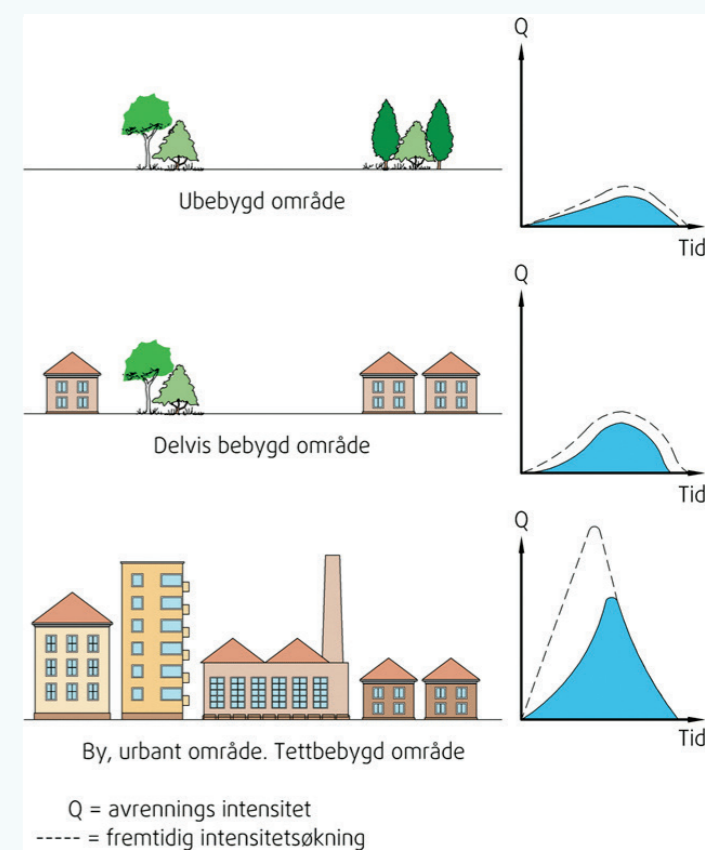 Q
Tid
Ubebygd område
Q
Tid
Delvis bebygd område
Q
Tid
By, urbant område. Tettbebygd område
Q = avrennings intensitet
----- = fremtidig intensitetsøkning